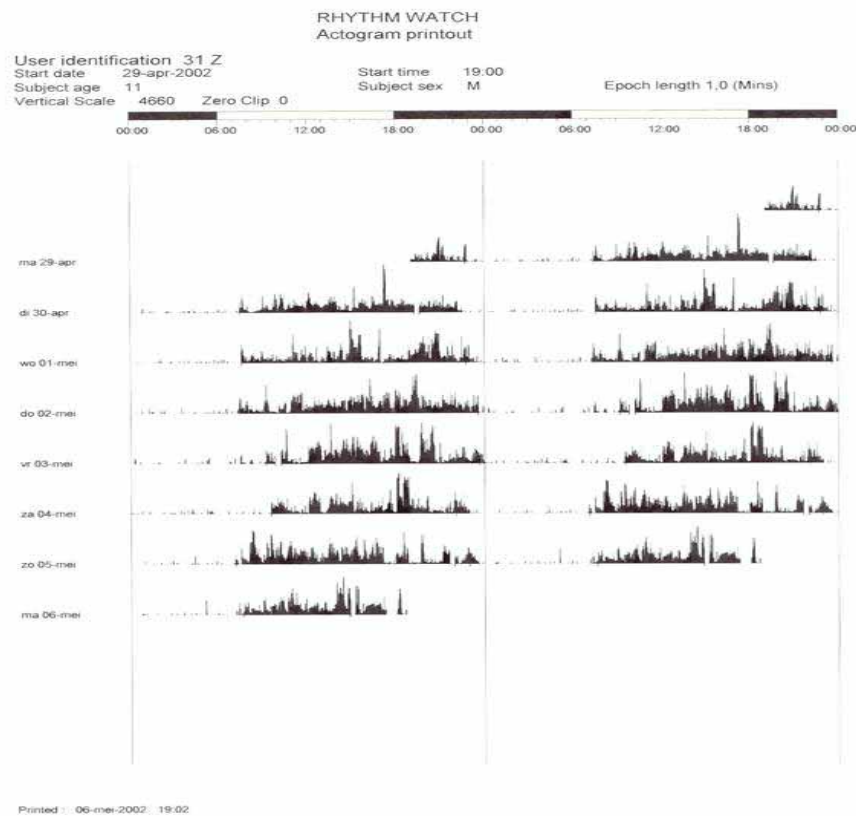 RHYTHM WATCH
Actogram printout
User identification 31 Z
Start date 29-apr-2002 Start time 19:00
Subject age 11 Subject sex M Epoch length 1,0 (Mins)
Vertical Scale 4660 Zero Clip 0
00:00 06:00 12:00 18:00 00:00 06:00 12:00 18:00 00:00
ma 29-apr
di 30-apr
wo 01-mei
do 02-mei
vr 03-mei
za 04-mei
zo 05-mei
ma 06-mei
Printed : 06-mei-2002 19:02